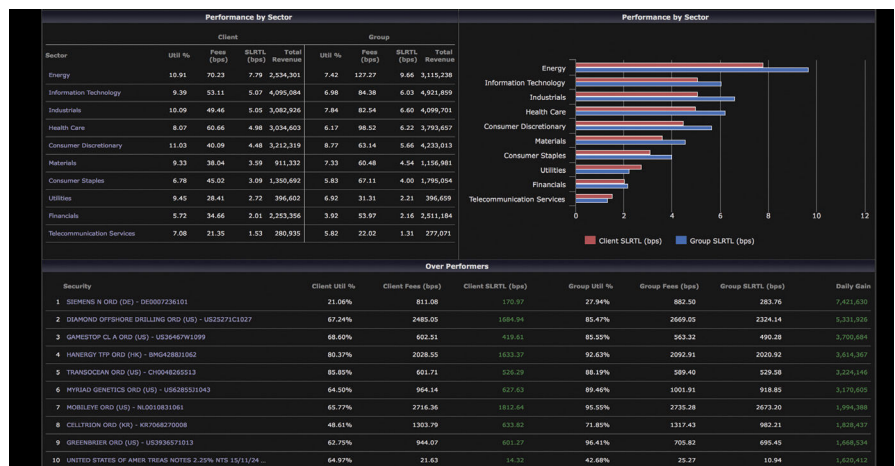 Performance by Sector
Client Group
Sector Util % Fees (bps) SLRTL (bps) Total Revenue Util % Fees (bps) SLRTL (bps) Total Revenue
Energy 10.91 70.23 7.79 2,534,301 7.42 127.27 9.66 3,115,238
Information Technology 9.39 53.11 5.07 4,095,084 6.98 84.38 6.03 4,921,859
Industrials 10.09 49.46 5.05 3,082,926 7.84 82.54 6.60 4,099,701
Health Care 8.07 60.66 4.98 3,034,603 6.17 98.52 6.22 3,793,657
Consumer Discretionary 11.03 40.09 4.48 3,212,319 8.77 63.14 5.66 4,233,013
Materials 9.33 38.04 3.59 911,332 7.33 60.48 4.54 1,156,981
Consumer Staples 6.78 45.02 3.09 1,350,692 5.83 67.11 4.00 1,795,054
Utilities 9.45 28.41 2.72 396,602 6.92 31.31 2.21 396,659
Financials 5.72 34.66 2.01 2,253,356 3.92 53.97 2.16 2,511,184
Telecommunication Services 7.08 21.35 1.53 280,935 5.82 22.02 1.31 277,071
Performance by Sector
Energy
Information Technology
Industrials
Health Care
Consumer Discretionary
Materials
Consumer Staples
Utilities
Financials
Telecommunication Services
0 2 4 6 8 10 12
Client SLRTL (bps) Group SLRTL (bps)
Over Performers
Security Client Util % Client Fees (bps) Client SLRTL (bps) Group Util % Group Fees (bps) Group SLRTL (bps) Daily Gain
1 SIEMENS N ORD (DE) - DE0007236101 21.06% 811.08 170.97 27.94% 882.50 283.76 7,421,630
2 DIAMOND OFFSHORE DRILLING ORD (US) - US25271C1027 67.24% 2485.05 1684.94 85.47% 2669.05 2324.14 5,331,926
3 GAMESTOP CL A ORD (US) - US36467W1099 68.60% 602.51 419.61 85.55% 563.32 490.28 3,700,684
4 HANERGY TFP ORD (HK) - BMG4288J1062 80.37% 2028.55 1633.37 92.63% 2092.91 2020.92 3,614,367
5 TRANSOCEAN ORD (US) - CH0048265513 85.85% 601.71 526.29 88.19% 589.40 529.58 3,224,146
6 MYRIAD GENETICS ORD (US) - US62855J1043 64.50% 964.14 627.63 89.46% 1001.91 918.85 3,170,605
7 MOBILEYE ORD (US) - NL0010831061 65.77% 2716.36 1812.64 95.55% 2735.28 2673.20 1,994,388
8 CELLTRION ORD (KR) - KR7068270008 48.61% 1303.79 633.82 71.85% 1317.43 982.21 1,828,437
9 GREENBRIER ORD (US) - US3936571013 62.75% 944.07 601.27 96.41% 705.82 695.45 1,668,534
10 UNITED STATES OF AMER TREAS NOTES 2.25% NTS 15/11/24 ... 64.97% 21.63 14.32 42.68% 25.27 10.94 1,620,412